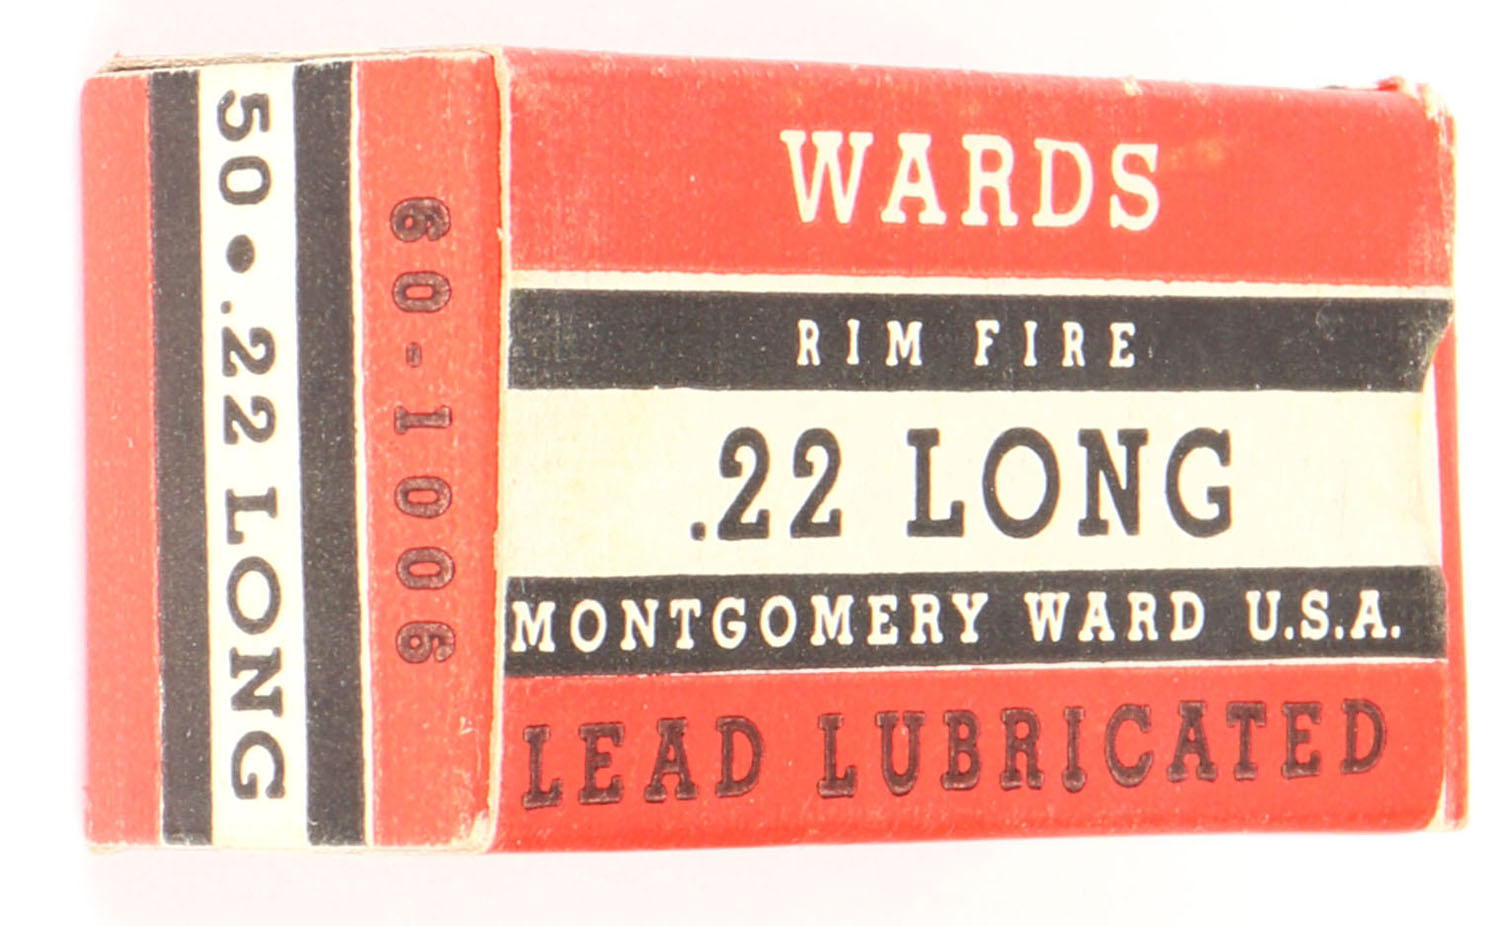 50 • .22 LONG
60-1006
WARDS
RIM FIRE
.22 LONG
MONTGOMERY WARD U.S.A.
LEAD LUBRICATED